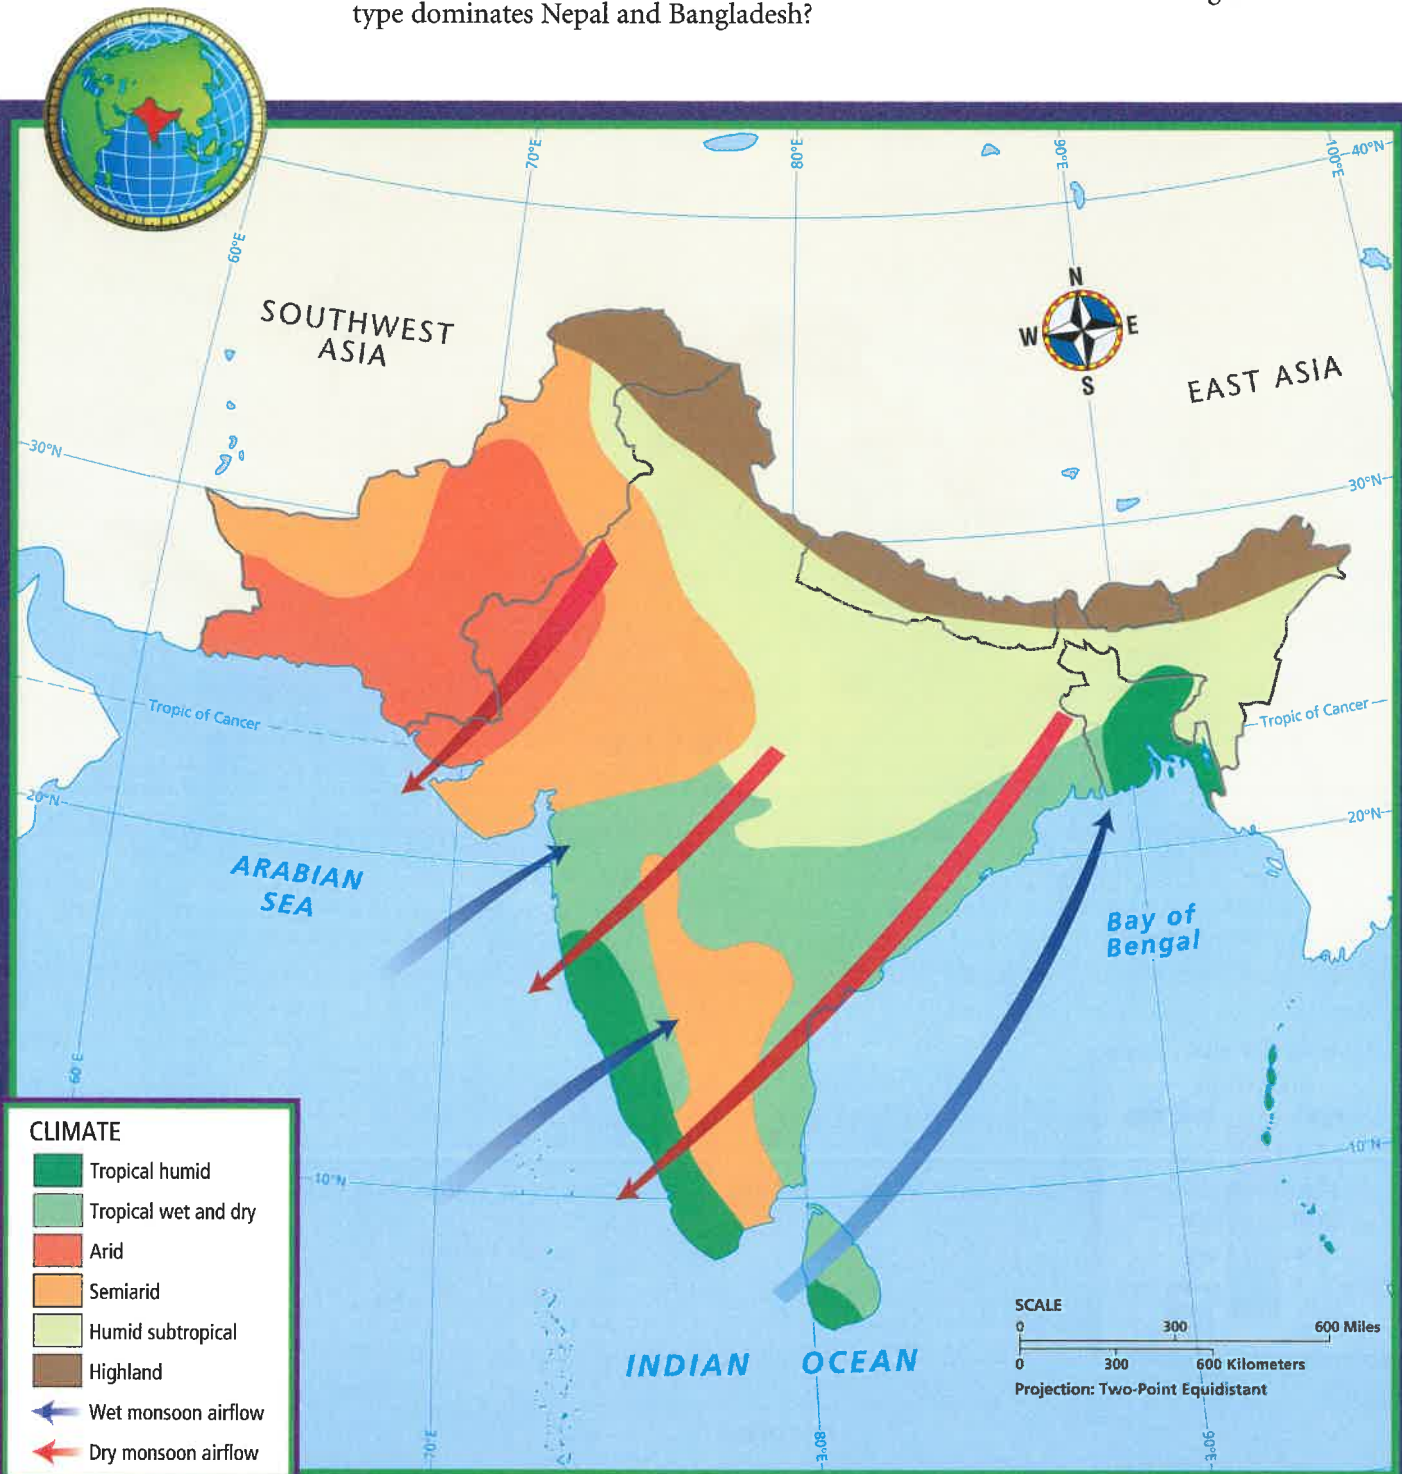 type dominates Nepal and Bangladesh?
70°E
80°E
90°E
100°E
40°N
60°E
SOUTHWEST
ASIA
N
W
E
S
EAST ASIA
30°N
30°N
Tropic of Cancer
Tropic of Cancer
20°N
20°N
ARABIAN
SEA
Bay of
Bengal
60°E
10°N
10°N
CLIMATE
Tropical humid
Tropical wet and dry
Arid
Semiarid
Humid subtropical
Highland
Wet monsoon airflow
Dry monsoon airflow
INDIAN OCEAN
SCALE
0 300 600 Miles
0 300 600 Kilometers
Projection: Two-Point Equidistant
70°E
80°E
90°E